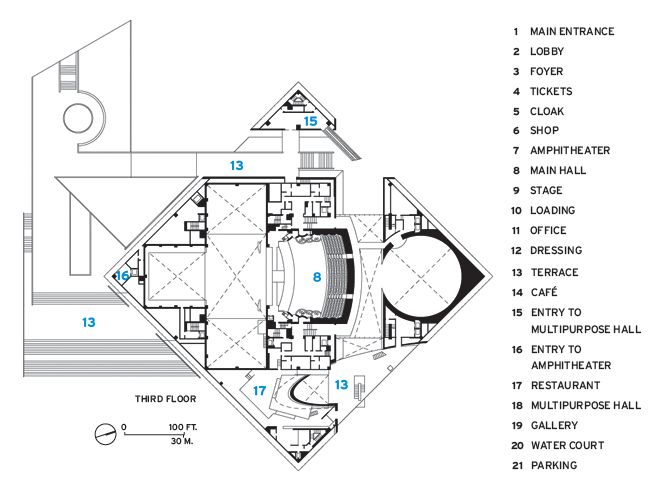 15
13
16
8
13
17
13
THIRD FLOOR
0 100 FT.
30 M.
1 MAIN ENTRANCE
2 LOBBY
3 FOYER
4 TICKETS
5 CLOAK
6 SHOP
7 AMPHITHEATER
8 MAIN HALL
9 STAGE
10 LOADING
11 OFFICE
12 DRESSING
13 TERRACE
14 CAFÉ
15 ENTRY TO
MULTIPURPOSE HALL
16 ENTRY TO
AMPHITHEATER
17 RESTAURANT
18 MULTIPURPOSE HALL
19 GALLERY
20 WATER COURT
21 PARKING